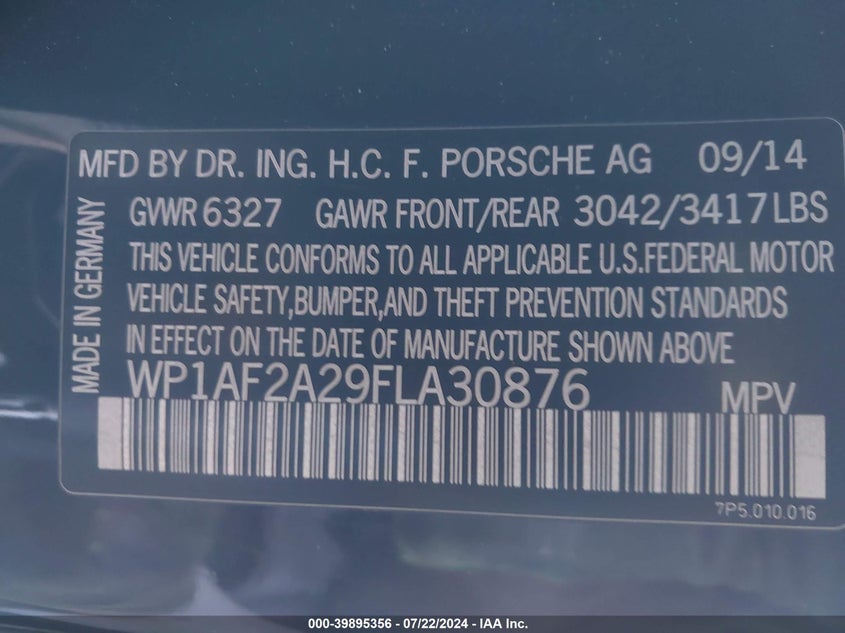 MFD BY DR. ING. H.C. F. PORSCHE AG 09/14
GVWR 6327 GAWR FRONT/REAR 3042/3417LBS
THIS VEHICLE CONFORMS TO ALL APPLICABLE U.S.FEDERAL MOTOR
VEHICLE SAFETY,BUMPER,AND THEFT PREVENTION STANDARDS
IN EFFECT ON THE DATE OF MANUFACTURE SHOWN ABOVE
WP1AF2A29FLA30876 MPV
7P5.010.016
MADE IN GERMANY
000-39895356 - 07/22/2024 - IAA Inc.